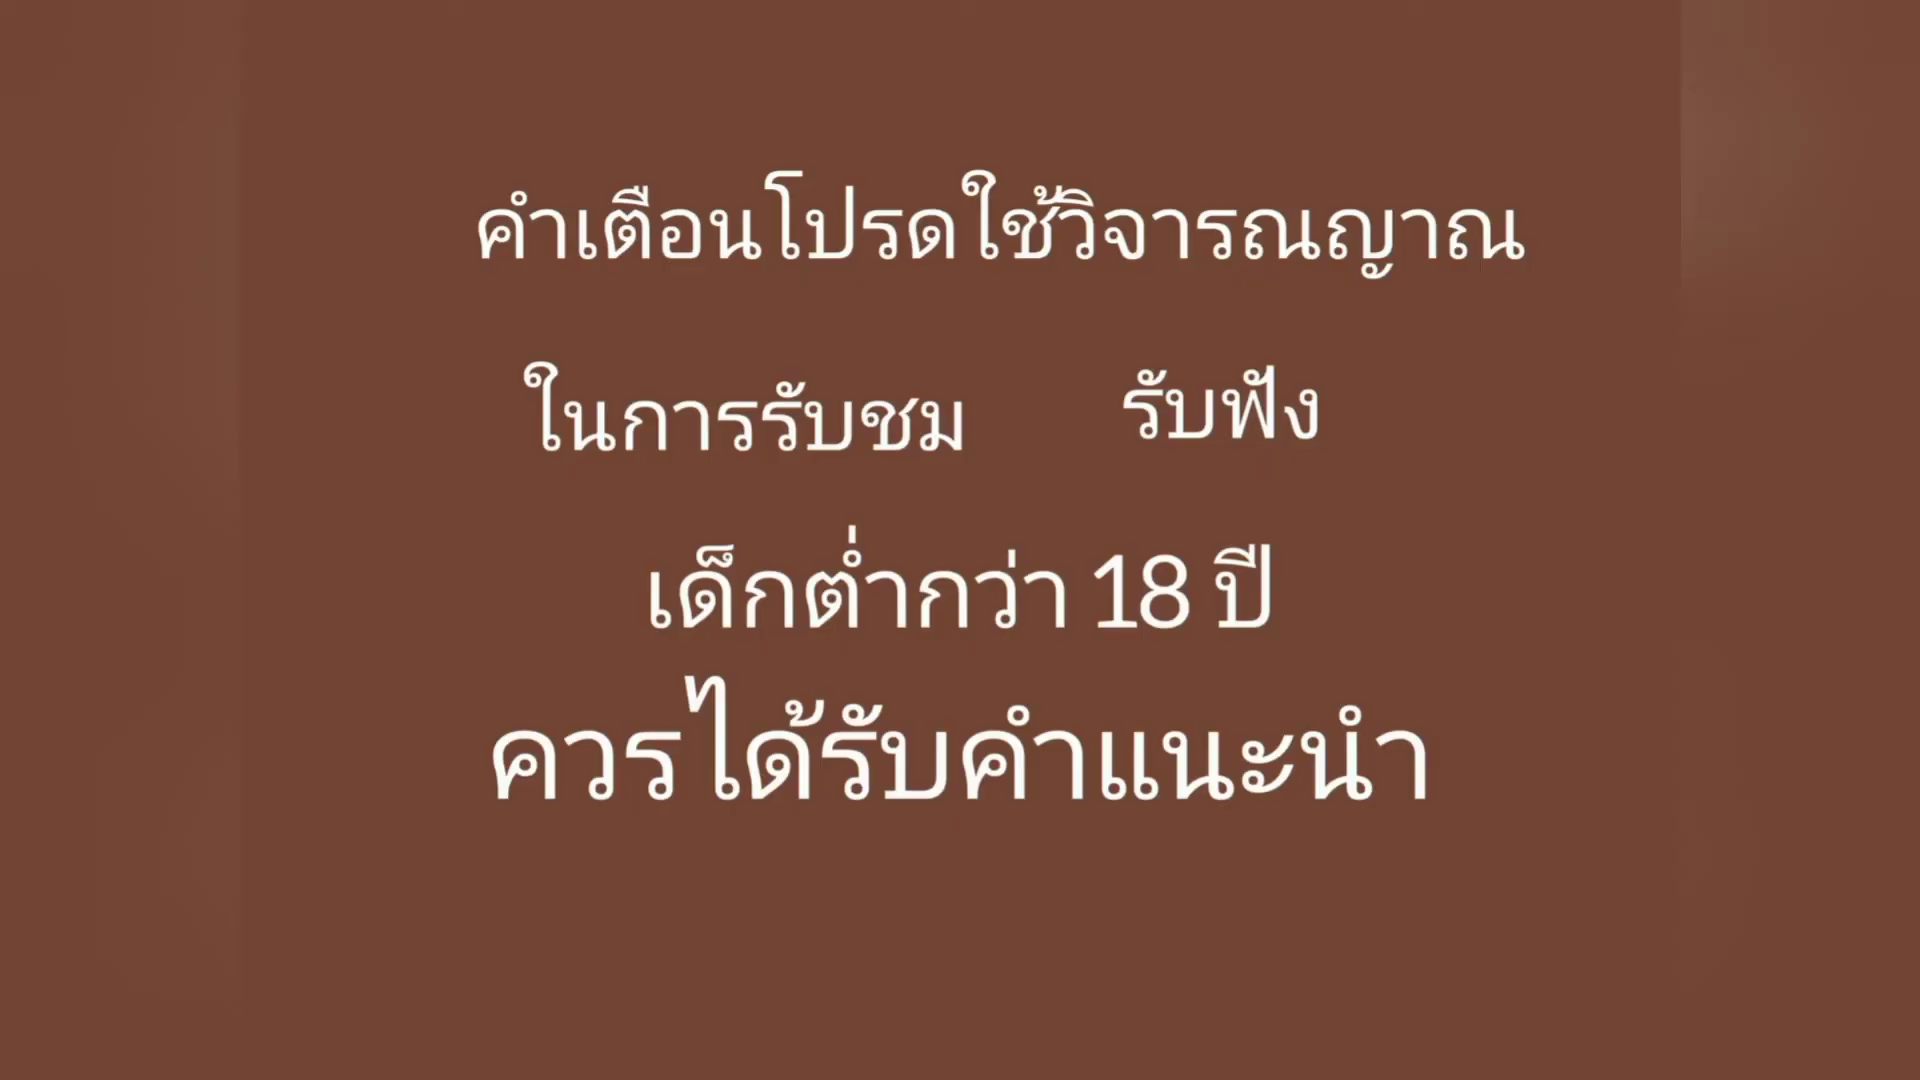 คำเตือนโปรดใช้วิจารณญาณ
ในการรับชม รับฟัง
เด็กต่ำกว่า 18 ปี
ควรได้รับคำแนะนำ